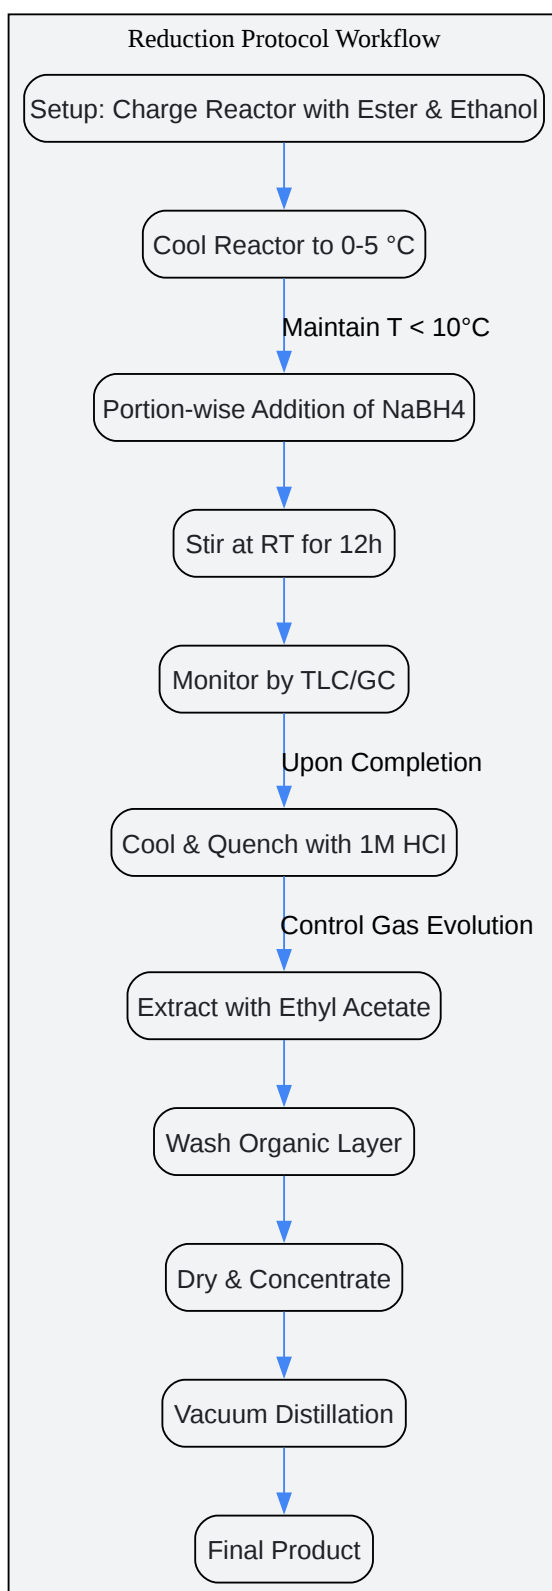 Reduction Protocol Workflow
Setup: Charge Reactor with Ester & Ethanol
Cool Reactor to 0-5 °C
Maintain T < 10°C
Portion-wise Addition of NaBH4
Stir at RT for 12h
Monitor by TLC/GC
Upon Completion
Cool & Quench with 1M HCl
Control Gas Evolution
Extract with Ethyl Acetate
Wash Organic Layer
Dry & Concentrate
Vacuum Distillation
Final Product